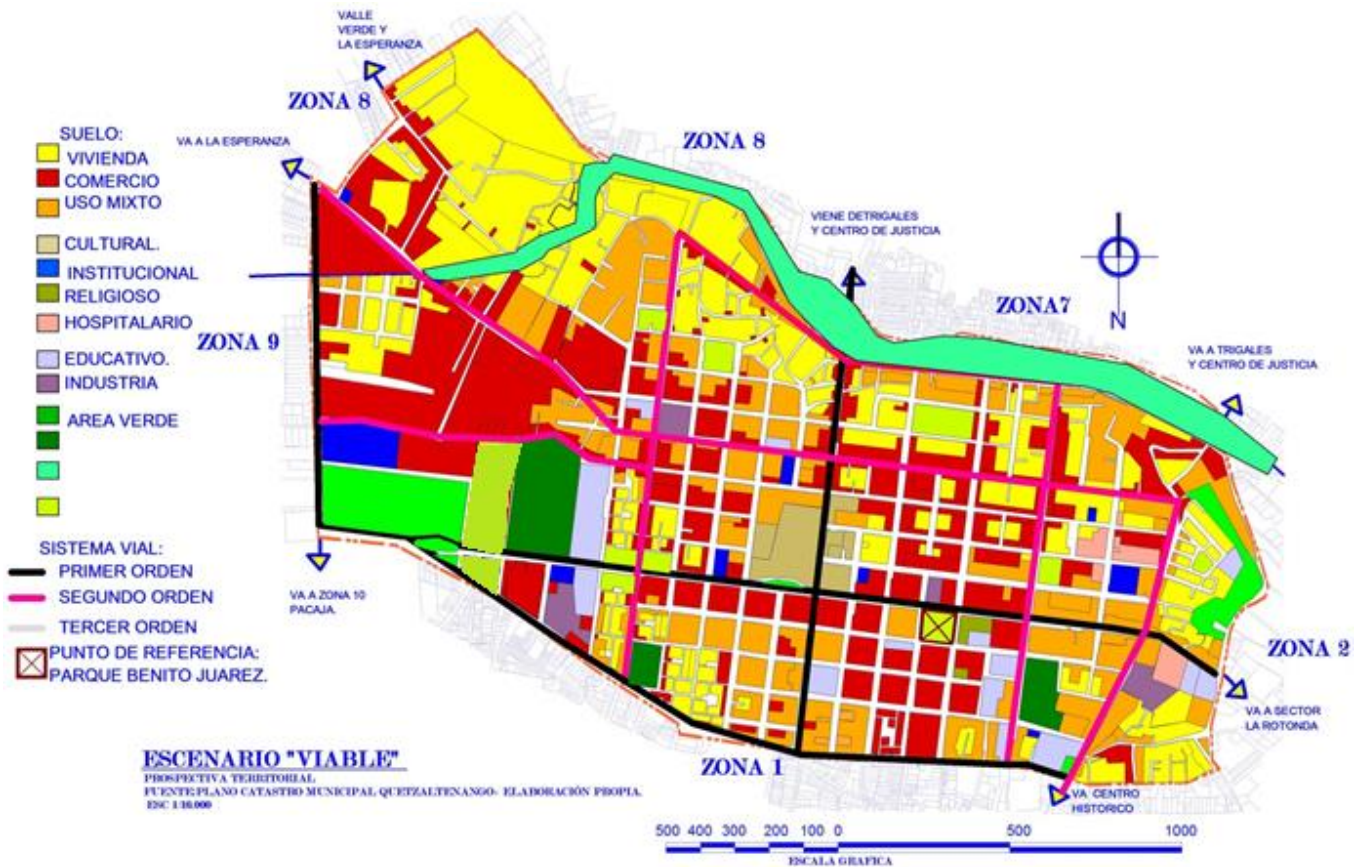 VALLE
VERDE Y
LA ESPERANZA
ZONA 8
VA A LA ESPERANZA
ZONA 8
VIENE DETRIGALES
Y CENTRO DE JUSTICIA
ZONA7
N
VA A TRIGALES
Y CENTRO DE JUSTICIA
SUELO:
VIVIENDA
COMERCIO
USO MIXTO
CULTURAL.
INSTITUCIONAL
RELIGIOSO
HOSPITALARIO
EDUCATIVO.
INDUSTRIA
AREA VERDE
ZONA 9
SISTEMA VIAL:
PRIMER ORDEN
SEGUNDO ORDEN
TERCER ORDEN
PUNTO DE REFERENCIA:
PARQUE BENITO JUAREZ.
VA A ZONA 10
PACAJA.
ZONA 2
VA A SECTOR
LA ROTONDA
ZONA 1
VA CENTRO
HISTORICO
ESCENARIO "VIABLE"
PROSPECTIVA TERRITORIAL
FUENTE:PLANO CATASTRO MUNICIPAL QUETZALTENANGO- ELABORACIÓN PROPIA.
ESC 1:16.000
500 400 300 200 100 0 500 1000
ESCALA GRAFICA